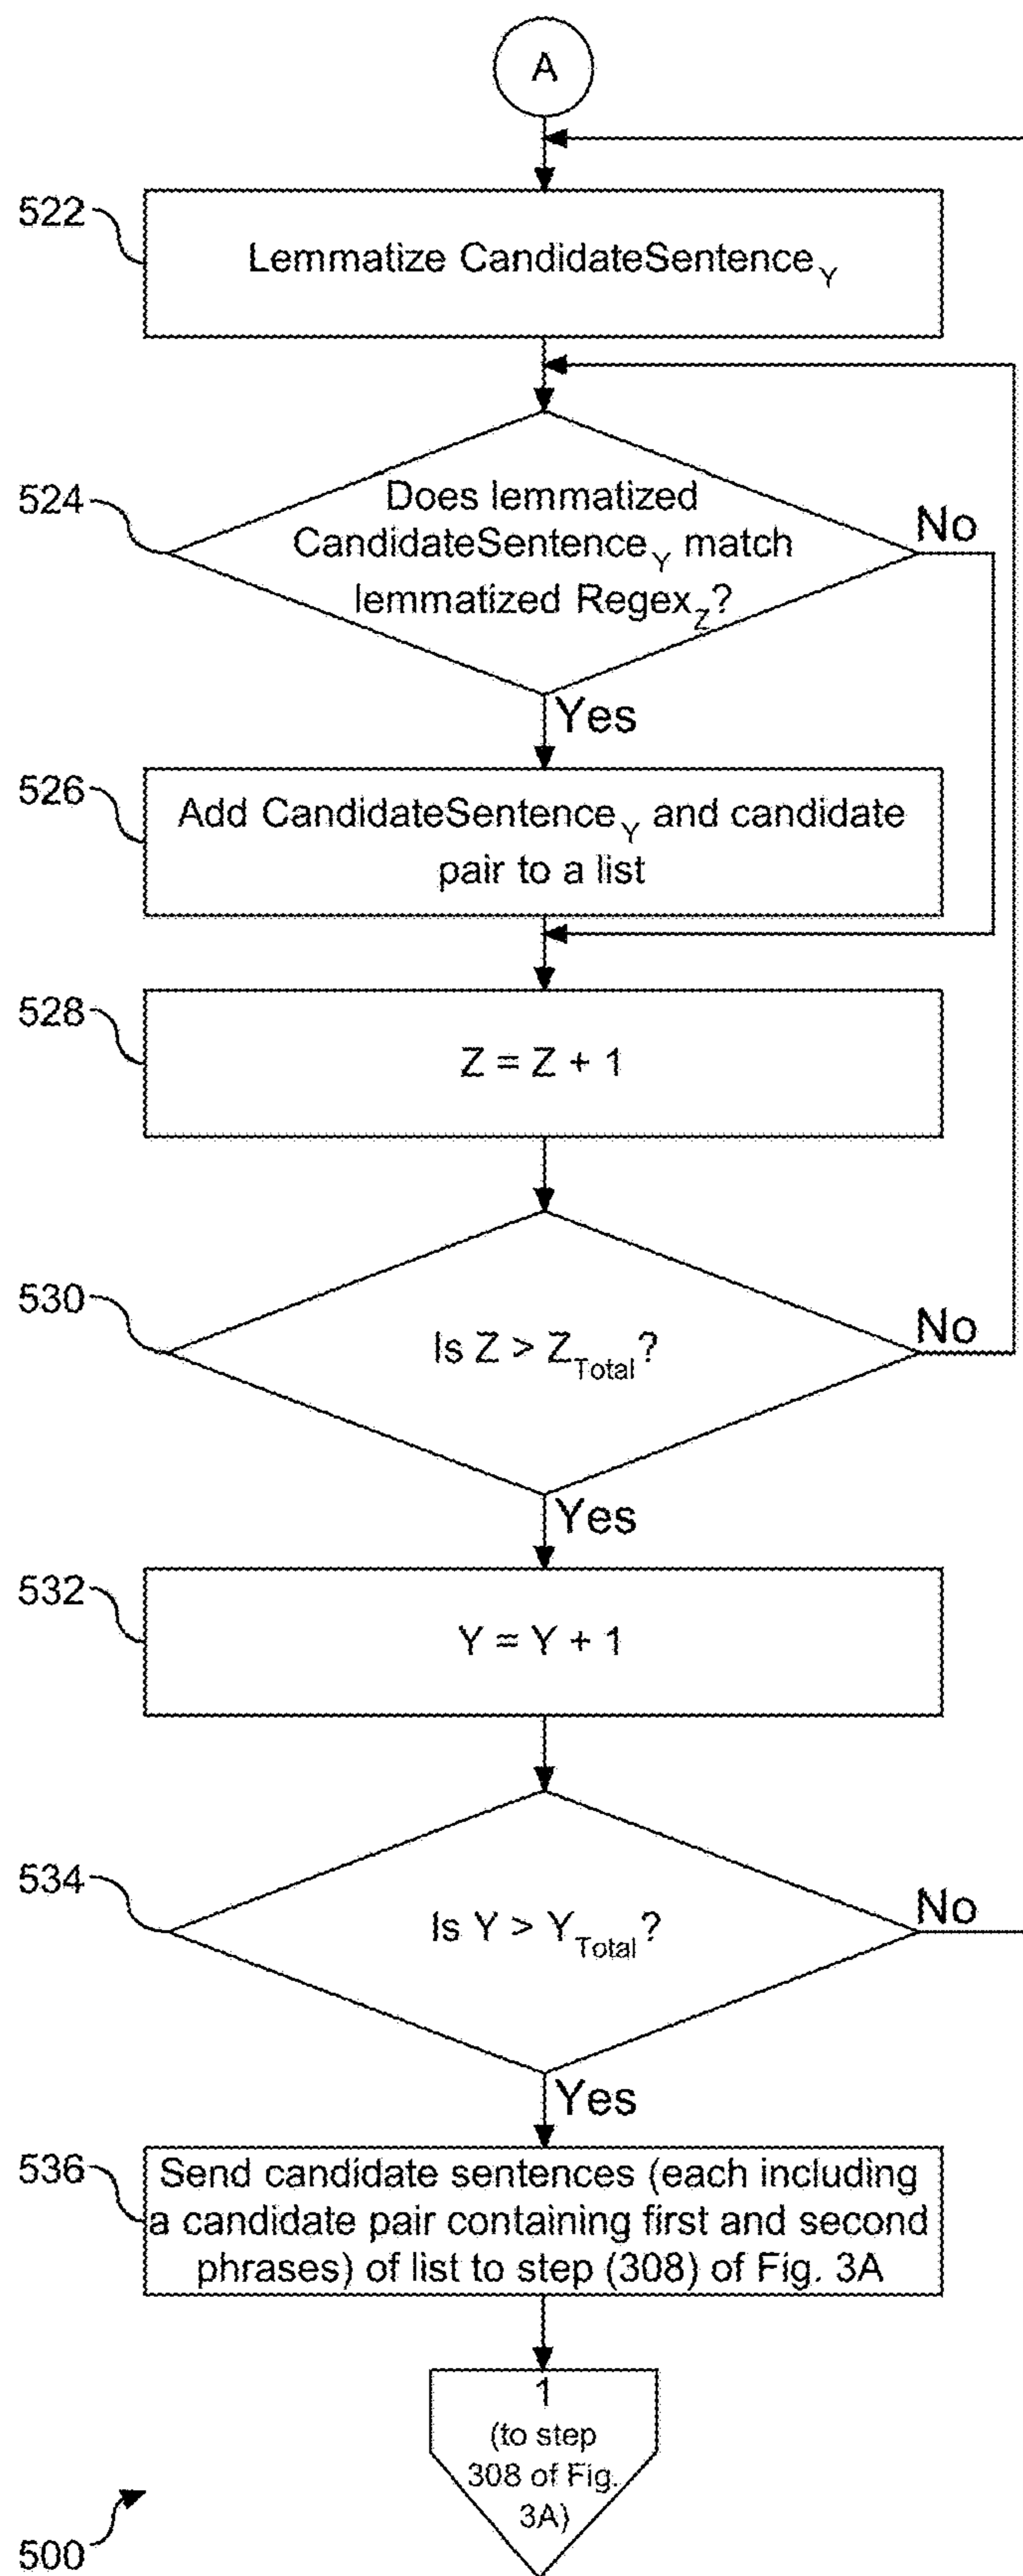 A
522
Lemmatize CandidateSentence_Y
524
Does lemmatized
CandidateSentence_Y match
lemmatized Regex_Z?
No
Yes
526
Add CandidateSentence_Y and candidate
pair to a list
528
Z = Z + 1
530
Is Z > Z_Total?
No
Yes
532
Y = Y + 1
534
Is Y > Y_Total?
No
Yes
536
Send candidate sentences (each including
a candidate pair containing first and second
phrases) of list to step (308) of Fig. 3A
1
(to step
308 of Fig.
3A)
500